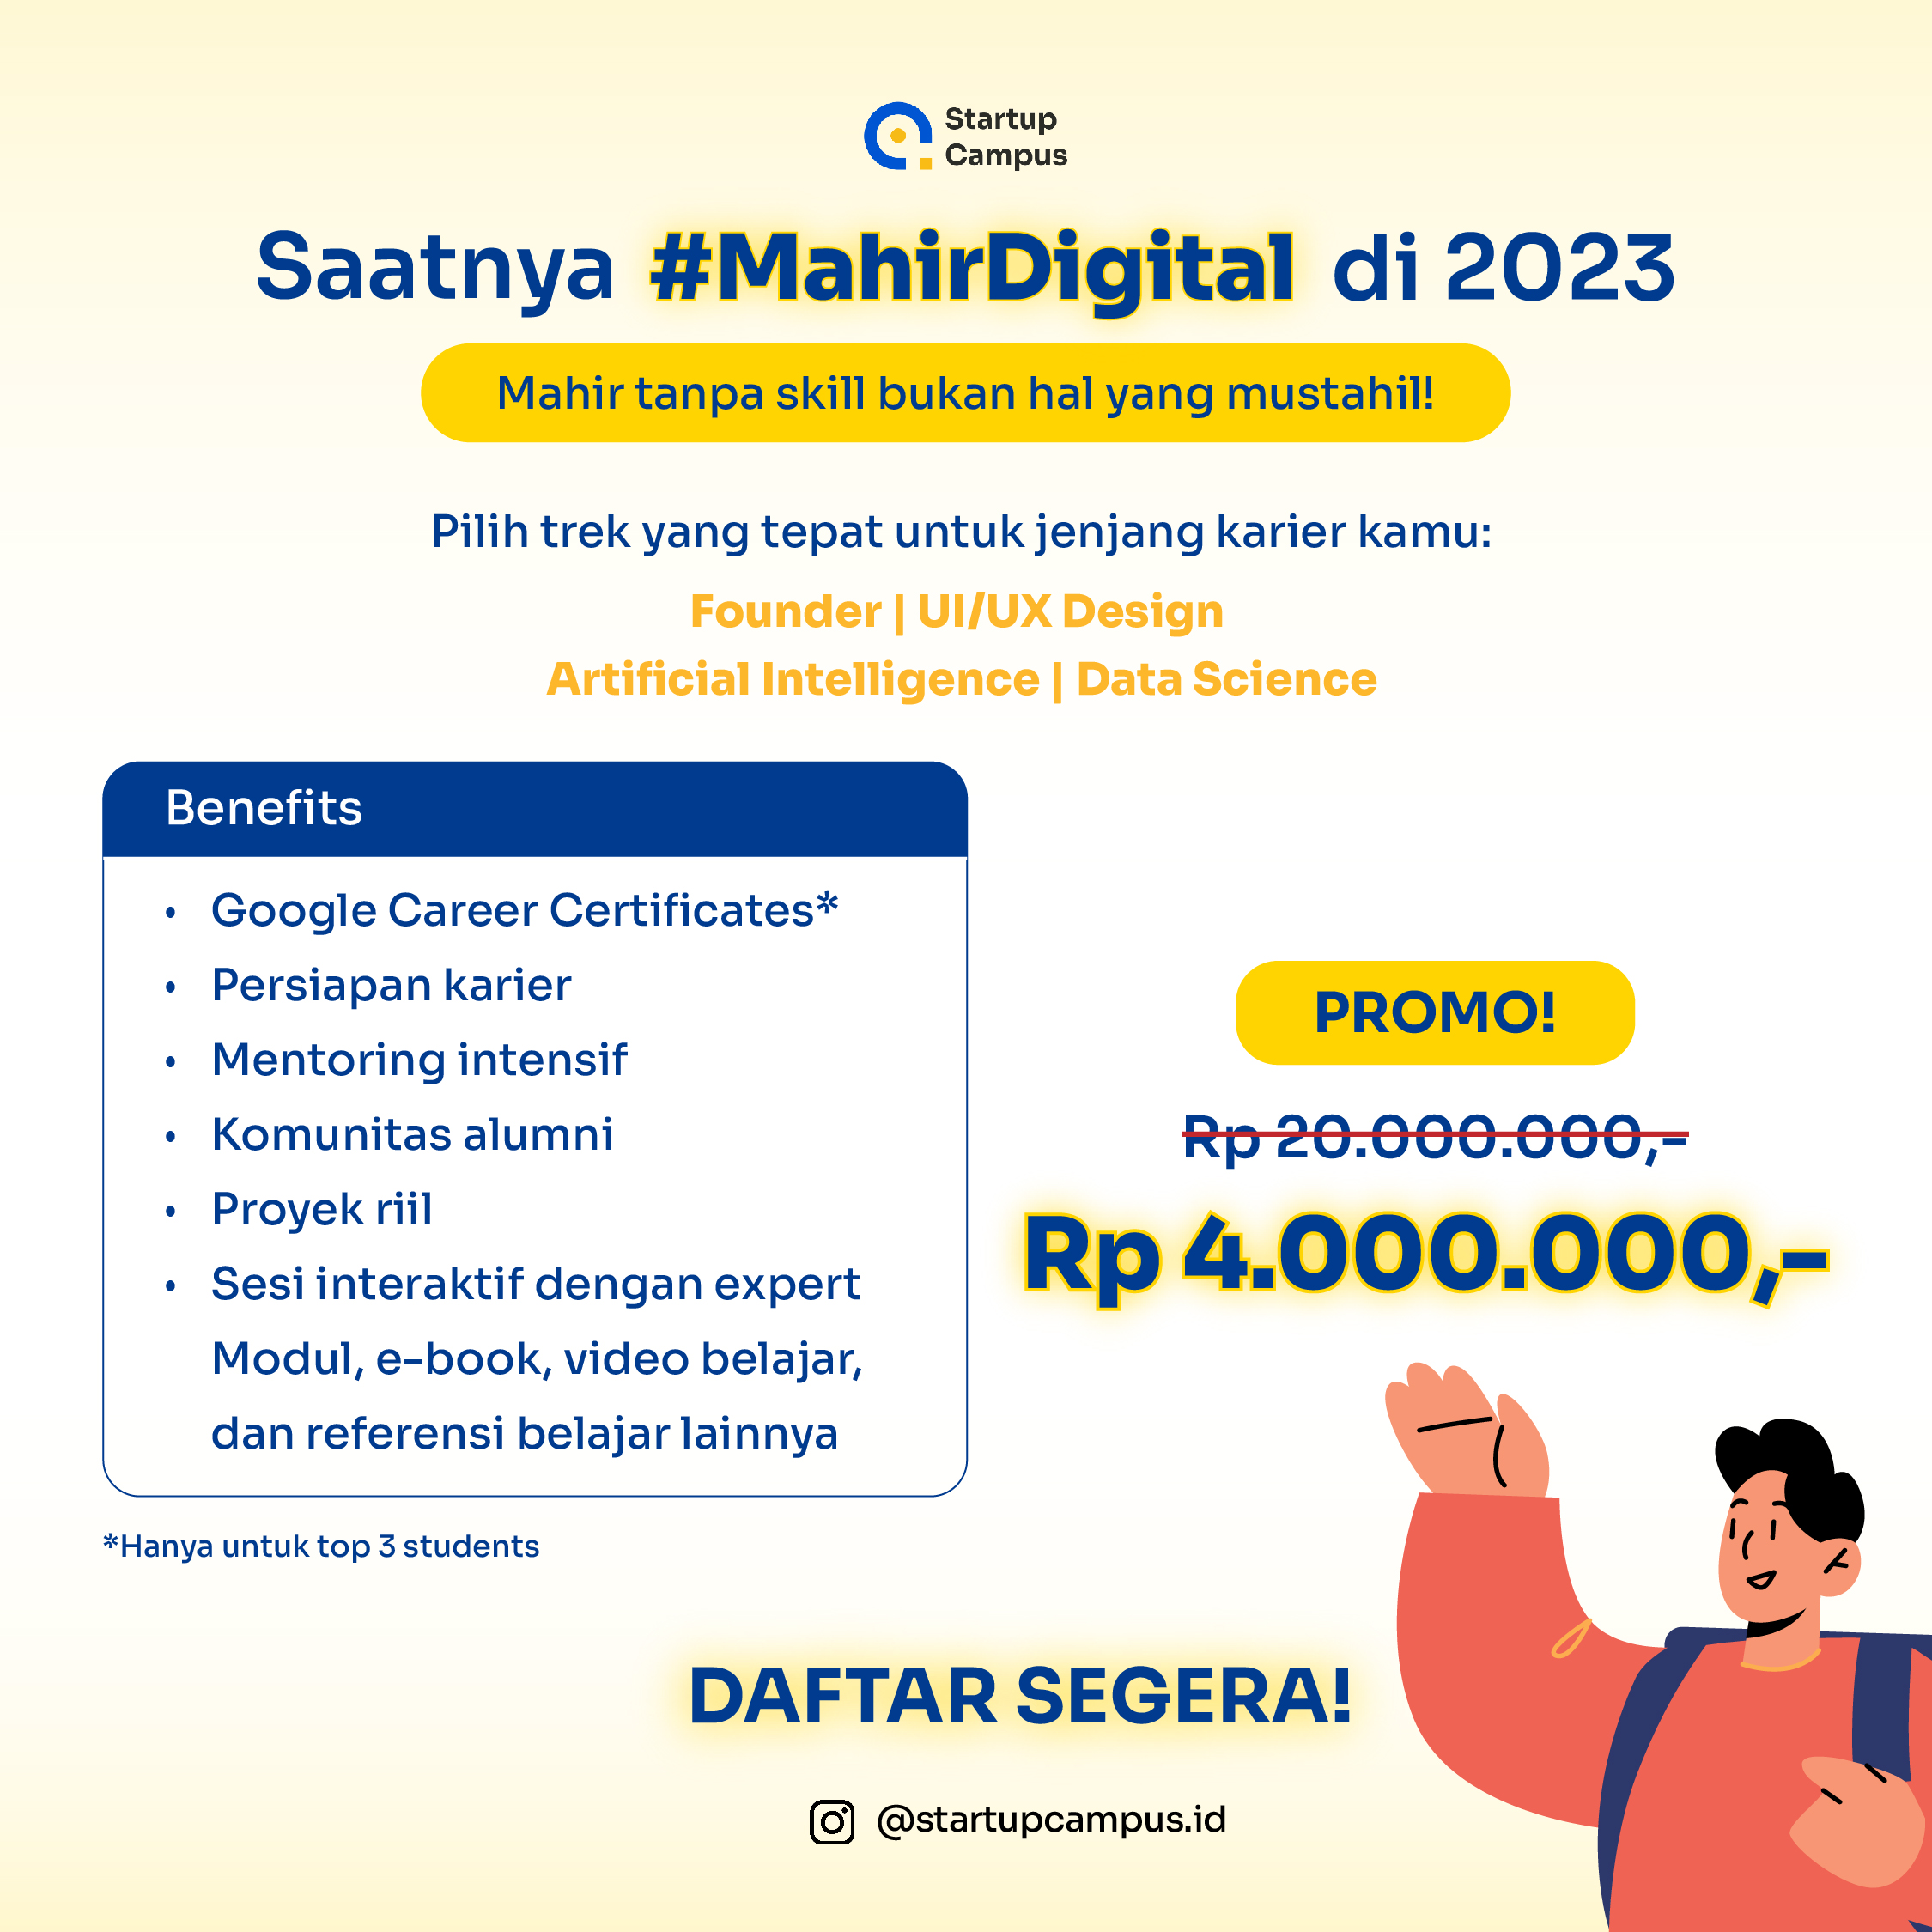 Startup
Campus
Saatnya #MahirDigital di 2023
Mahir tanpa skill bukan hal yang mustahil!
Pilih trek yang tepat untuk jenjang karier kamu:
Founder | UI/UX Design
Artificial Intelligence | Data Science
Benefits
• Google Career Certificates*
• Persiapan karier
• Mentoring intensif
• Komunitas alumni
• Proyek riil
• Sesi interaktif dengan expert
Modul, e-book, video belajar,
dan referensi belajar lainnya
*Hanya untuk top 3 students
PROMO!
Rp 20.000.000,-
Rp 4.000.000,-
DAFTAR SEGERA!
@startupcampus.id